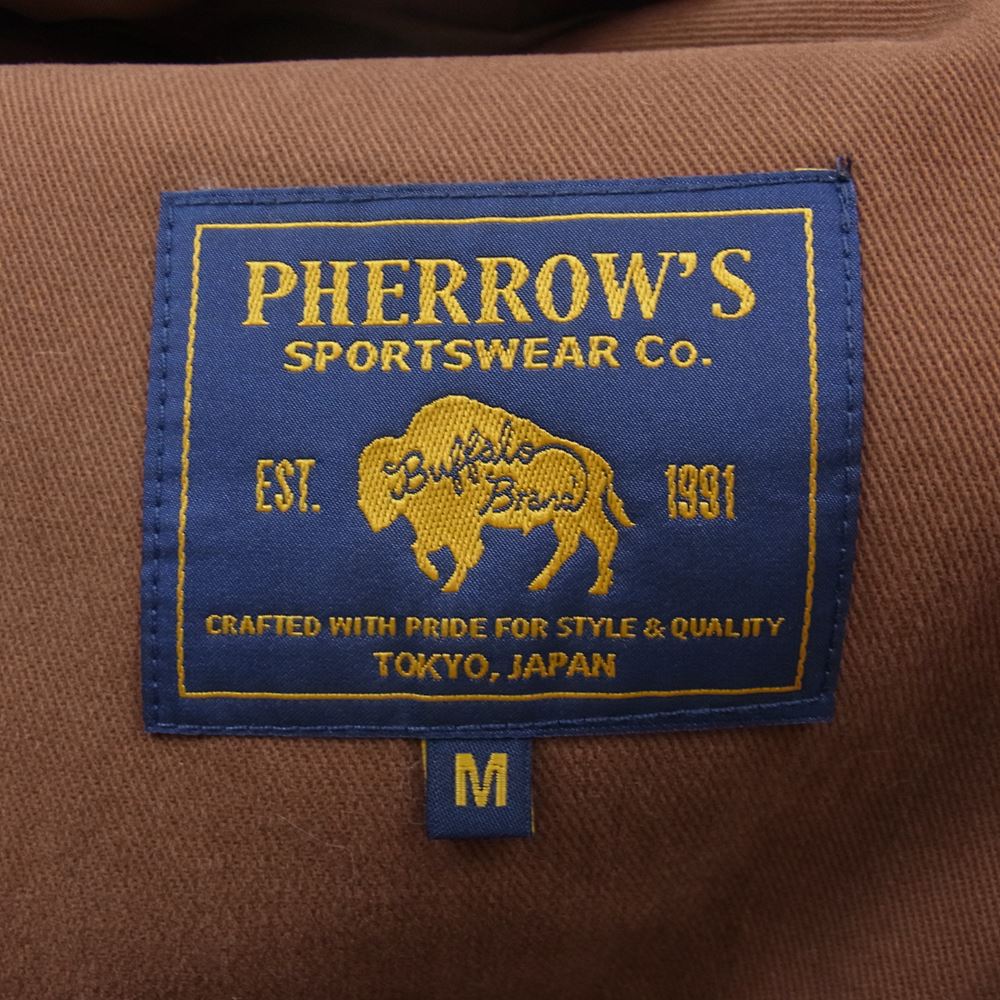 PHERROW'S
SPORTSWEAR Co.
Buffalo
Brand
EST. 1991
CRAFTED WITH PRIDE FOR STYLE & QUALITY
TOKYO, JAPAN
M